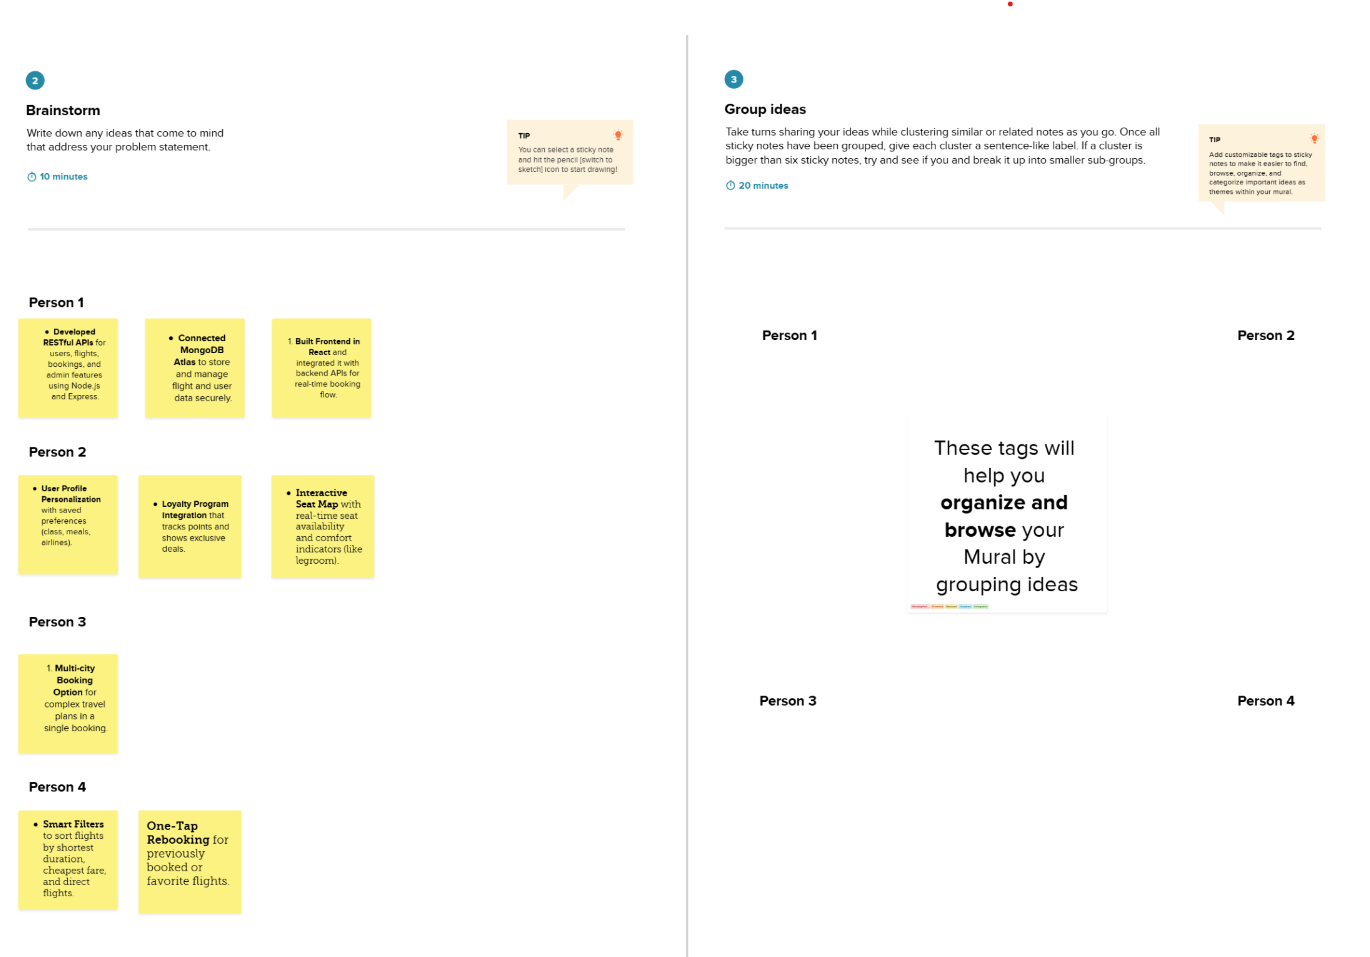 2
Brainstorm
Write down any ideas that come to mind
that address your problem statement.
10 minutes
TIP
You can select a sticky note
and hit the pencil [switch to
sketch] icon to start drawing!
Person 1
• Developed
RESTful APIs for
users, flights,
bookings, and
admin features
using Node.js
and Express.
• Connected
MongoDB
Atlas to store
and manage
flight and user
data securely.
1. Built Frontend in
React and
integrated it with
backend APIs for
real-time booking
flow.
Person 2
• User Profile
Personalization
with saved
preferences
(class, meals,
airlines).
• Loyalty Program
Integration that
tracks points and
shows exclusive
deals.
• Interactive
Seat Map with
real-time seat
availability
and comfort
indicators (like
legroom).
Person 3
1. Multi-city
Booking
Option for
complex travel
plans in a
single booking.
Person 4
• Smart Filters
to sort flights
by shortest
duration,
cheapest fare,
and direct
flights.
One-Tap
Rebooking for
previously
booked or
favorite flights.
3
Group ideas
Take turns sharing your ideas while clustering similar or related notes as you go. Once all
sticky notes have been grouped, give each cluster a sentence-like label. If a cluster is
bigger than six sticky notes, try and see if you and break it up into smaller sub-groups.
20 minutes
TIP
Add customizable tags to sticky
notes to make it easier to find,
browse, organize, and
categorize important ideas as
themes within your mural.
Person 1
Person 2
These tags will
help you
organize and
browse your
Mural by
grouping ideas
Person 3
Person 4